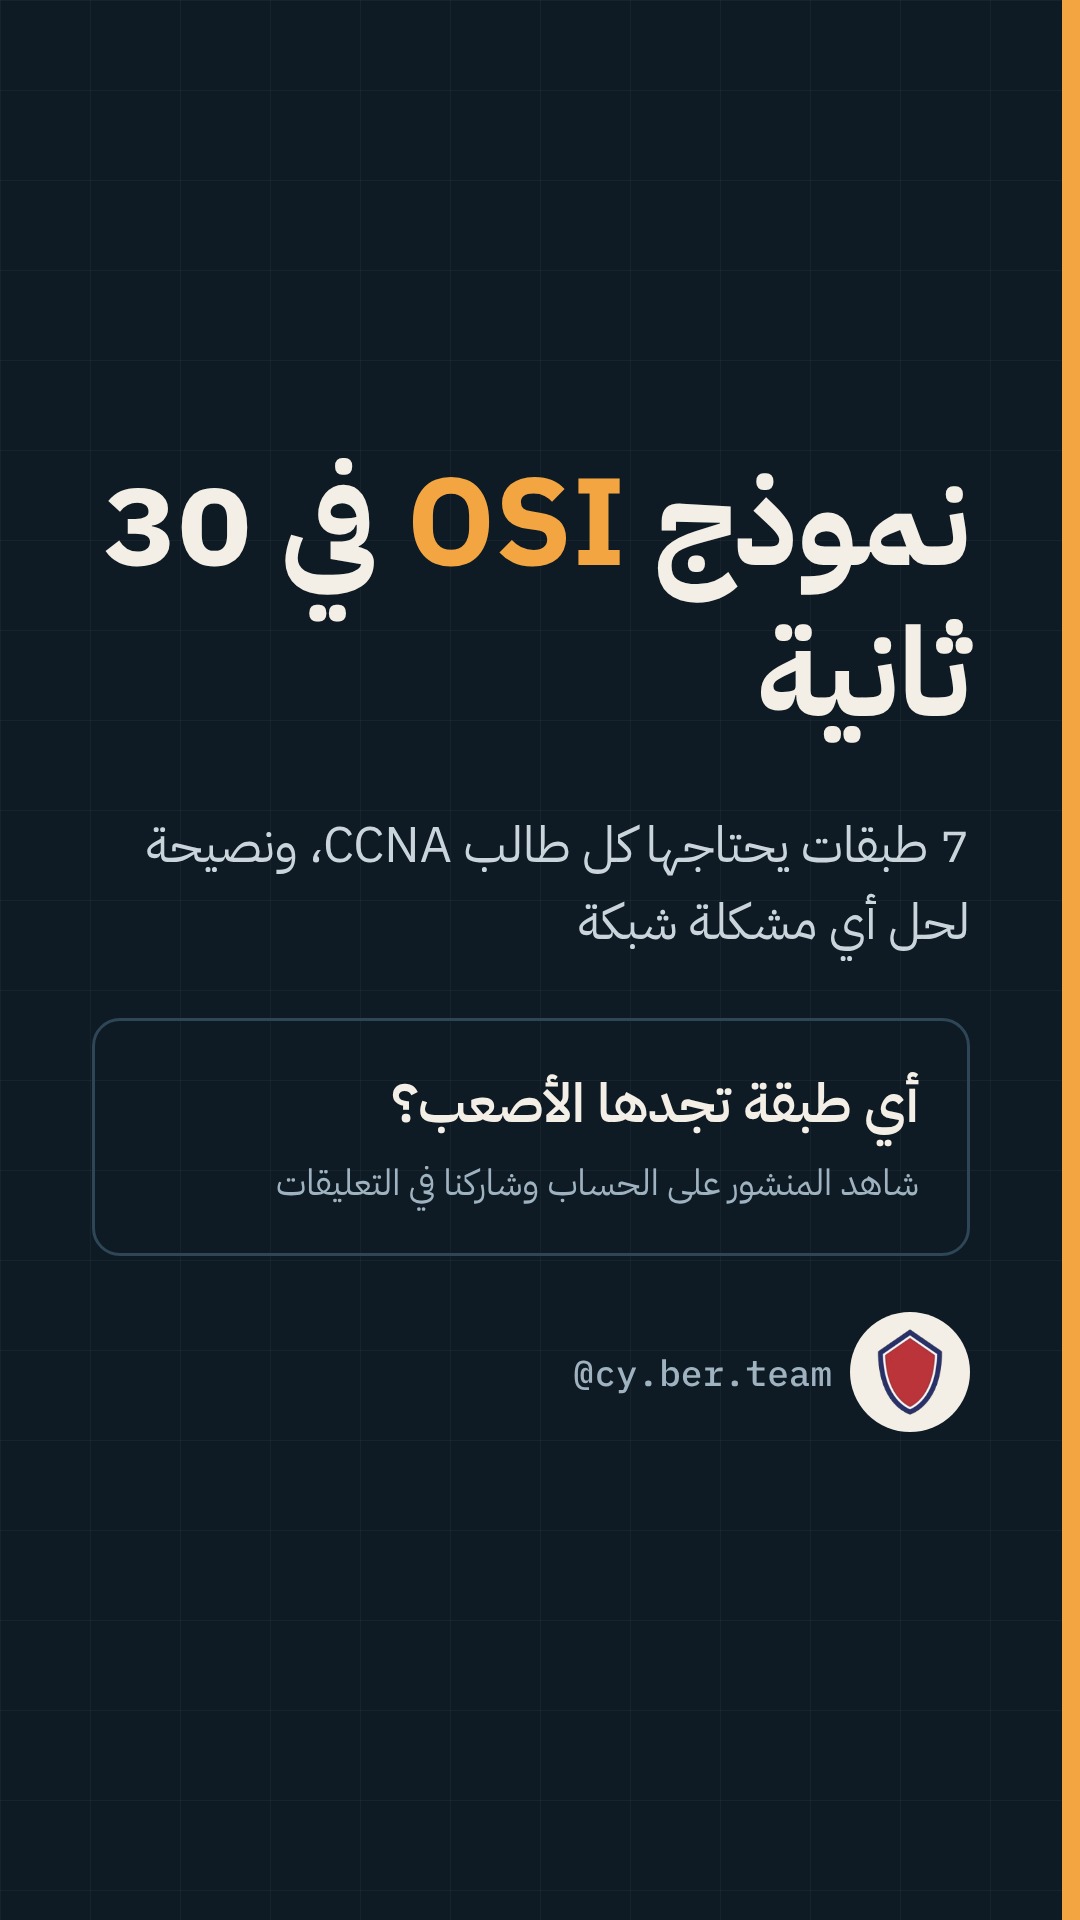 نموذج OSI في 30
ثانية
7 طبقات يحتاجها كل طالب CCNA، ونصيحة
لحل أي مشكلة شبكة
أي طبقة تجدها الأصعب؟
شاهد المنشور على الحساب وشاركنا في التعليقات
@cy.ber.team